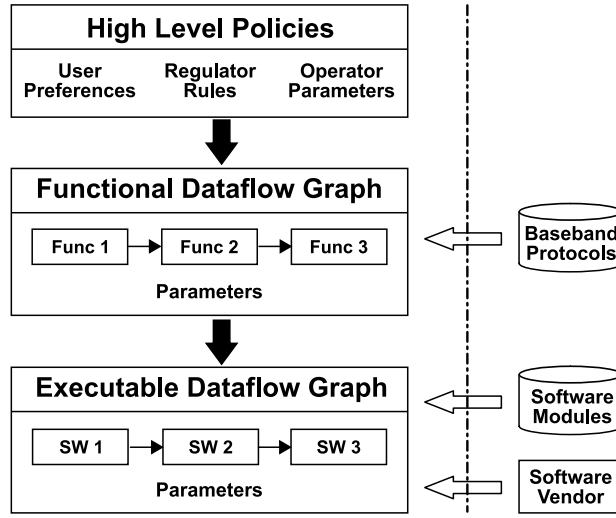 High Level Policies
User Preferences
Regulator Rules
Operator Parameters
Functional Dataflow Graph
Func 1
Func 2
Func 3
Parameters
Baseband
Protocols
Executable Dataflow Graph
SW 1
SW 2
SW 3
Parameters
Software
Modules
Software
Vendor